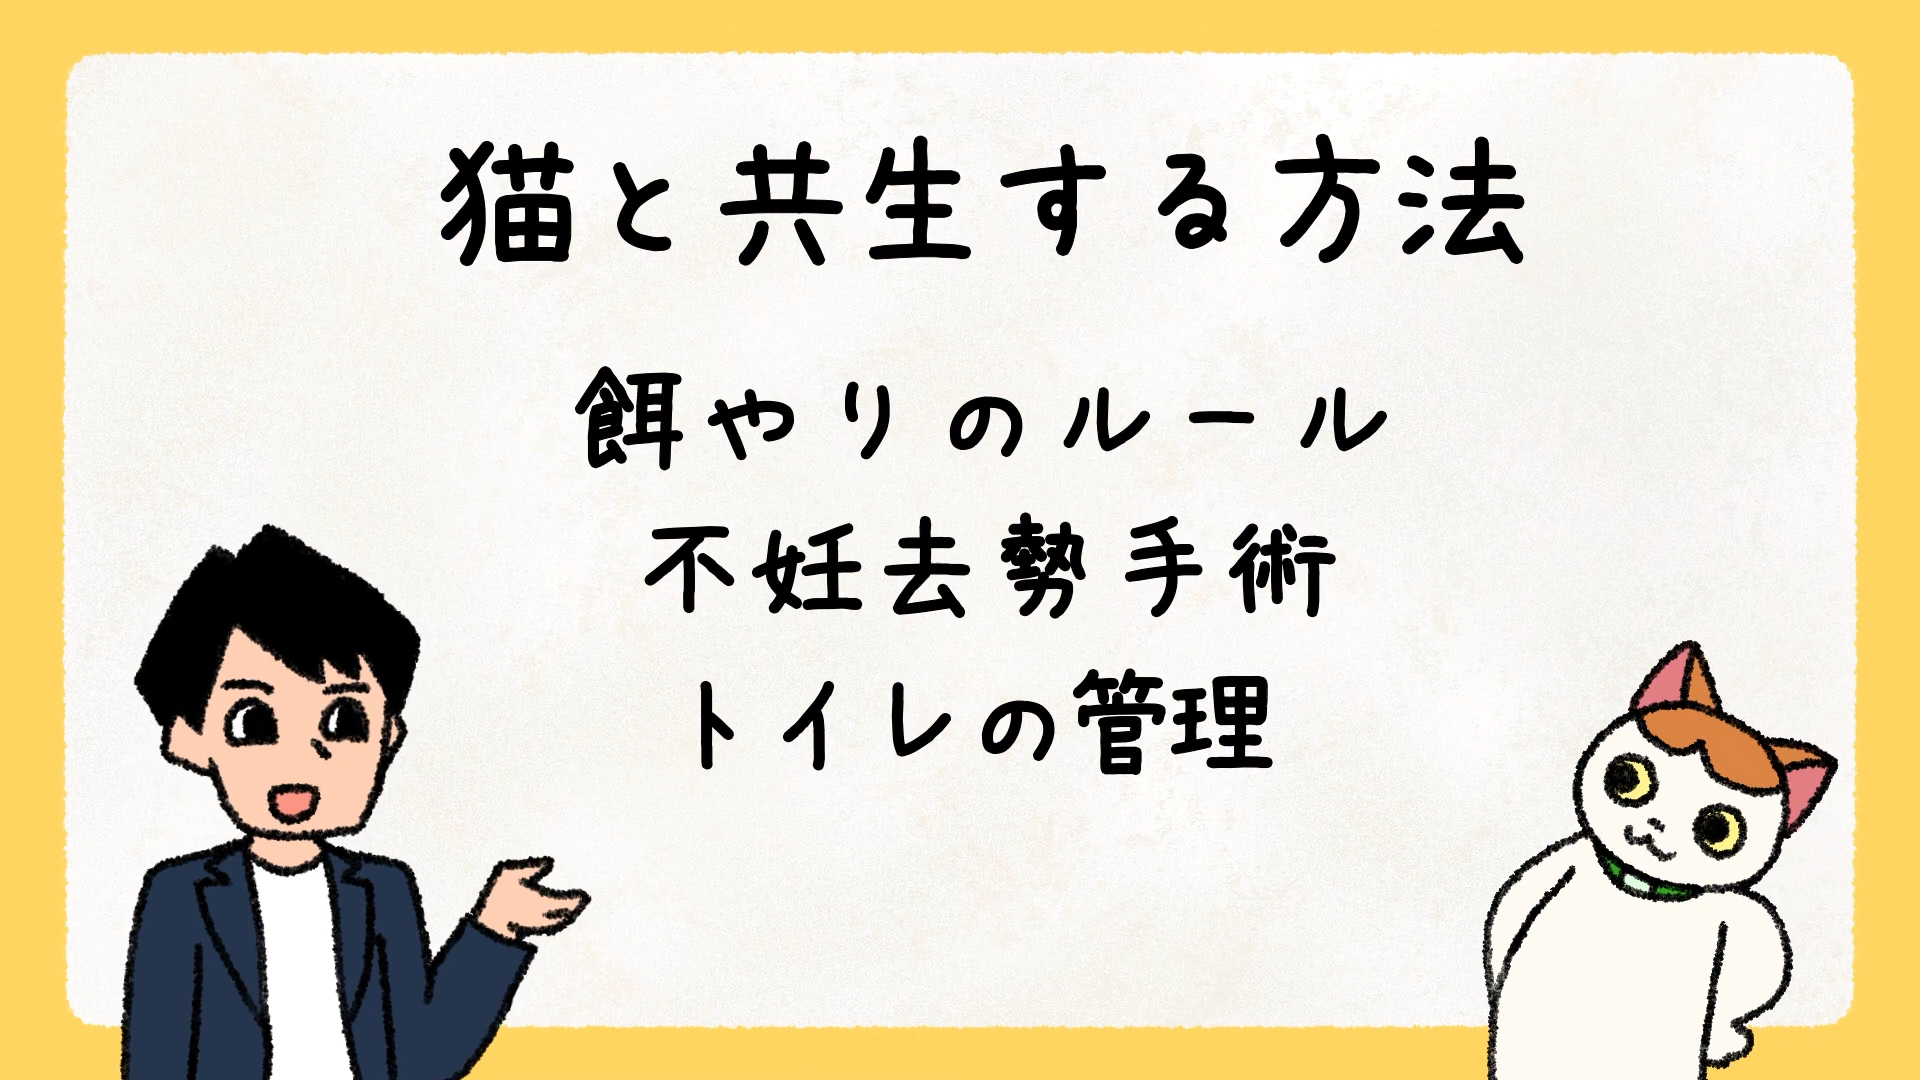 猫と共生する方法
餌やりのルール
不妊去勢手術
トイレの管理